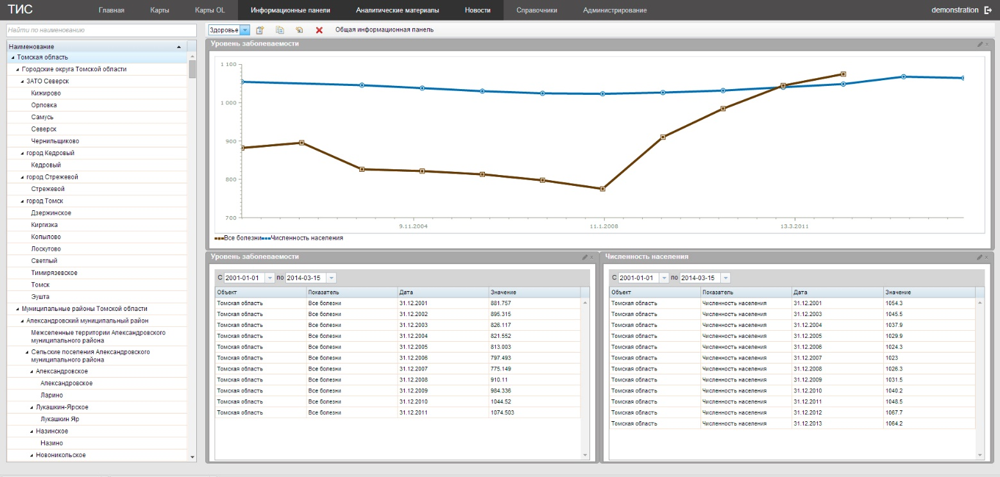 ТИС Главная Карты Карты OL Информационные панели Аналитические материалы Новости Справочники Администрирование demonstration
Найти по наименованию
Наименование
Томская область
Городские округа Томской области
ЗАТО Северск
Кижирово
Орловка
Самусь
Северск
Чернильщиково
город Кедровый
Кедровый
город Стрежевой
Стрежевой
город Томск
Дзержинское
Киргизка
Копылово
Лоскутово
Светлый
Тимирязевское
Томск
Эушта
Муниципальные районы Томской области
Александровский муниципальный район
Межселенные территории Александровского
муниципального района
Сельские поселения Александровского
муниципального района
Александровское
Александровское
Ларино
Лукашкин-Ярское
Лукашкин Яр
Назинское
Назино
Новоникольское
Здоровье Общая информационная панель
Уровень заболеваемости
1 100
1 000
900
800
700
9.11.2004 11.1.2008 13.3.2011
Все болезни Численность населения
Уровень заболеваемости
С 2001-01-01 по 2014-03-15
Объект Показатель Дата Значение
Томская область Все болезни 31.12.2001 881.757
Томская область Все болезни 31.12.2002 895.315
Томская область Все болезни 31.12.2003 826.117
Томская область Все болезни 31.12.2004 821.552
Томская область Все болезни 31.12.2005 813.003
Томская область Все болезни 31.12.2006 797.493
Томская область Все болезни 31.12.2007 775.149
Томская область Все болезни 31.12.2008 910.11
Томская область Все болезни 31.12.2009 984.336
Томская область Все болезни 31.12.2010 1044.52
Томская область Все болезни 31.12.2011 1074.503
Численность населения
С 2001-01-01 по 2014-03-15
Объект Показатель Дата Значение
Томская область Численность населения 31.12.2001 1054.3
Томская область Численность населения 31.12.2003 1045.5
Томская область Численность населения 31.12.2004 1037.9
Томская область Численность населения 31.12.2005 1029.9
Томская область Численность населения 31.12.2006 1024.3
Томская область Численность населения 31.12.2007 1023
Томская область Численность населения 31.12.2008 1026.3
Томская область Численность населения 31.12.2009 1031.5
Томская область Численность населения 31.12.2010 1040.2
Томская область Численность населения 31.12.2011 1048.5
Томская область Численность населения 31.12.2012 1067.7
Томская область Численность населения 31.12.2013 1064.2